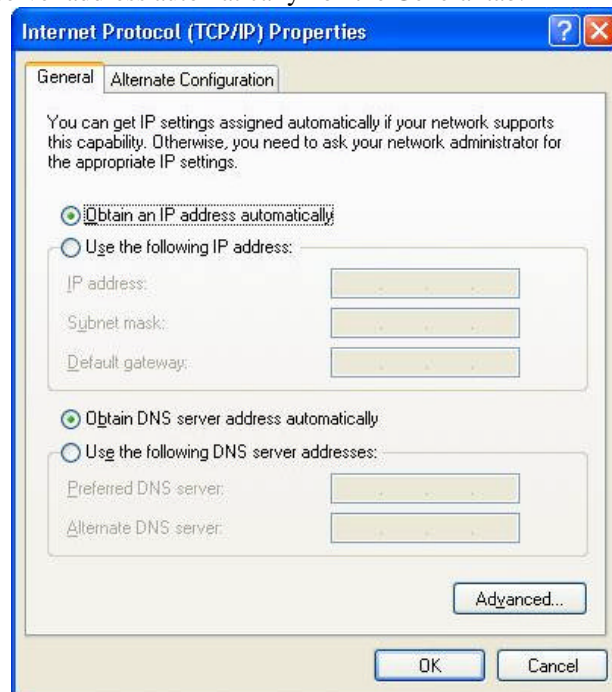 Internet Protocol (TCP/IP) Properties
General
Alternate Configuration
You can get IP settings assigned automatically if your network supports
this capability. Otherwise, you need to ask your network administrator for
the appropriate IP settings.
Obtain an IP address automatically
Use the following IP address:
IP address:
Subnet mask:
Default gateway:
Obtain DNS server address automatically
Use the following DNS server addresses:
Preferred DNS server:
Alternate DNS server:
Advanced...
OK
Cancel